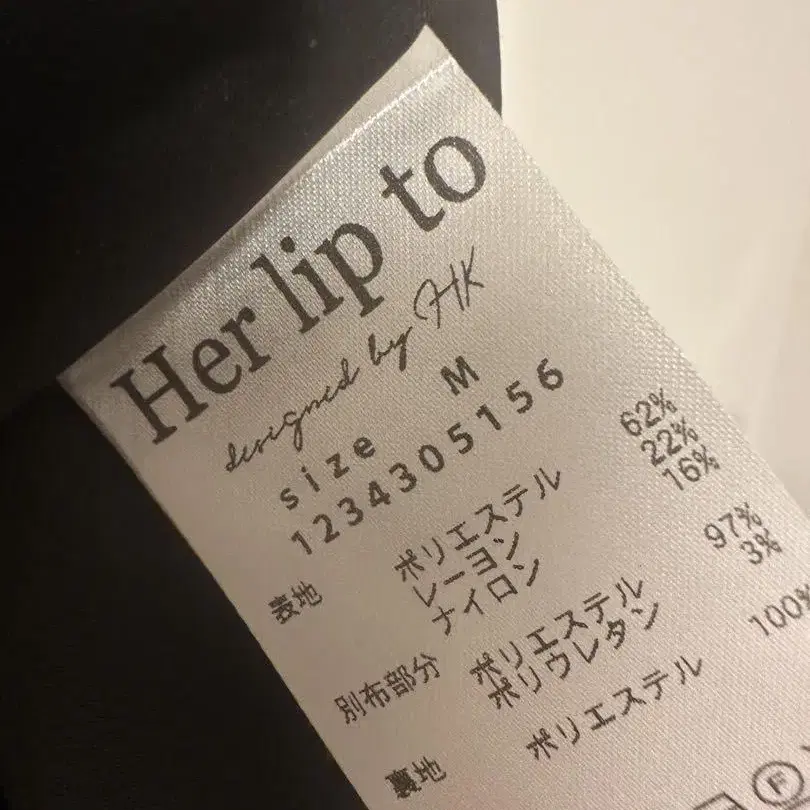 Her lip to
designed by HK
size M
1234305156
表地 ポリエステル 62%
レーヨン 22%
ナイロン 16%
別布部分 ポリエステル 97%
ポリウレタン 3%
裏地 ポリエステル 100%
F